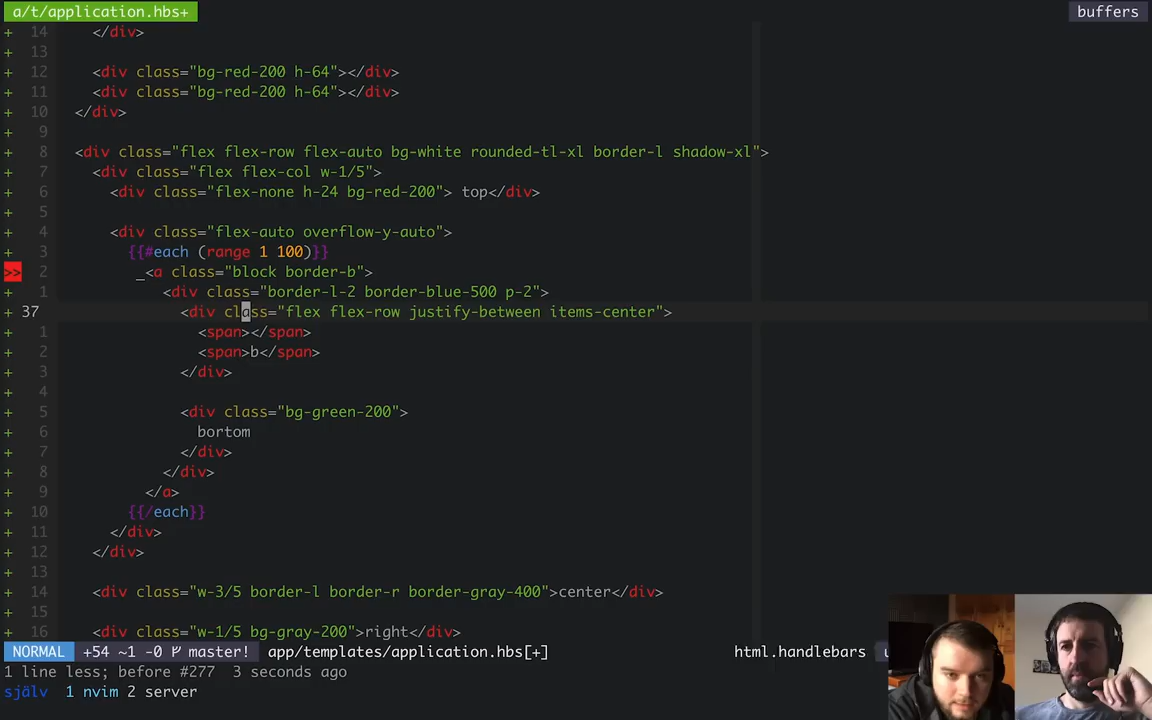 a/t/application.hbs+ buffers
+ 14 </div>
+ 13
+ 12 <div class="bg-red-200 h-64"></div>
+ 11 <div class="bg-red-200 h-64"></div>
+ 10 </div>
+ 9
+ 8 <div class="flex flex-row flex-auto bg-white rounded-tl-xl border-l shadow-xl">
+ 7 <div class="flex flex-col w-1/5">
+ 6 <div class="flex-none h-24 bg-red-200"> top</div>
+ 5
+ 4 <div class="flex-auto overflow-y-auto">
+ 3 {{#each (range 1 100)}}
>> 2 _<a class="block border-b">
+ 1 <div class="border-l-2 border-blue-500 p-2">
+ 37 <div class="flex flex-row justify-between items-center">
+ 1 <span></span>
+ 2 <span>b</span>
+ 3 </div>
+ 4
+ 5 <div class="bg-green-200">
+ 6 bortom
+ 7 </div>
+ 8 </div>
+ 9 </a>
+ 10 {{/each}}
+ 11 </div>
+ 12 </div>
+ 13
+ 14 <div class="w-3/5 border-l border-r border-gray-400">center</div>
+ 15
+ 16 <div class="w-1/5 bg-gray-200">right</div>
NORMAL +54 ~1 -0 master! app/templates/application.hbs[+] html.handlebars
1 line less; before #277 3 seconds ago
själv 1 nvim 2 server